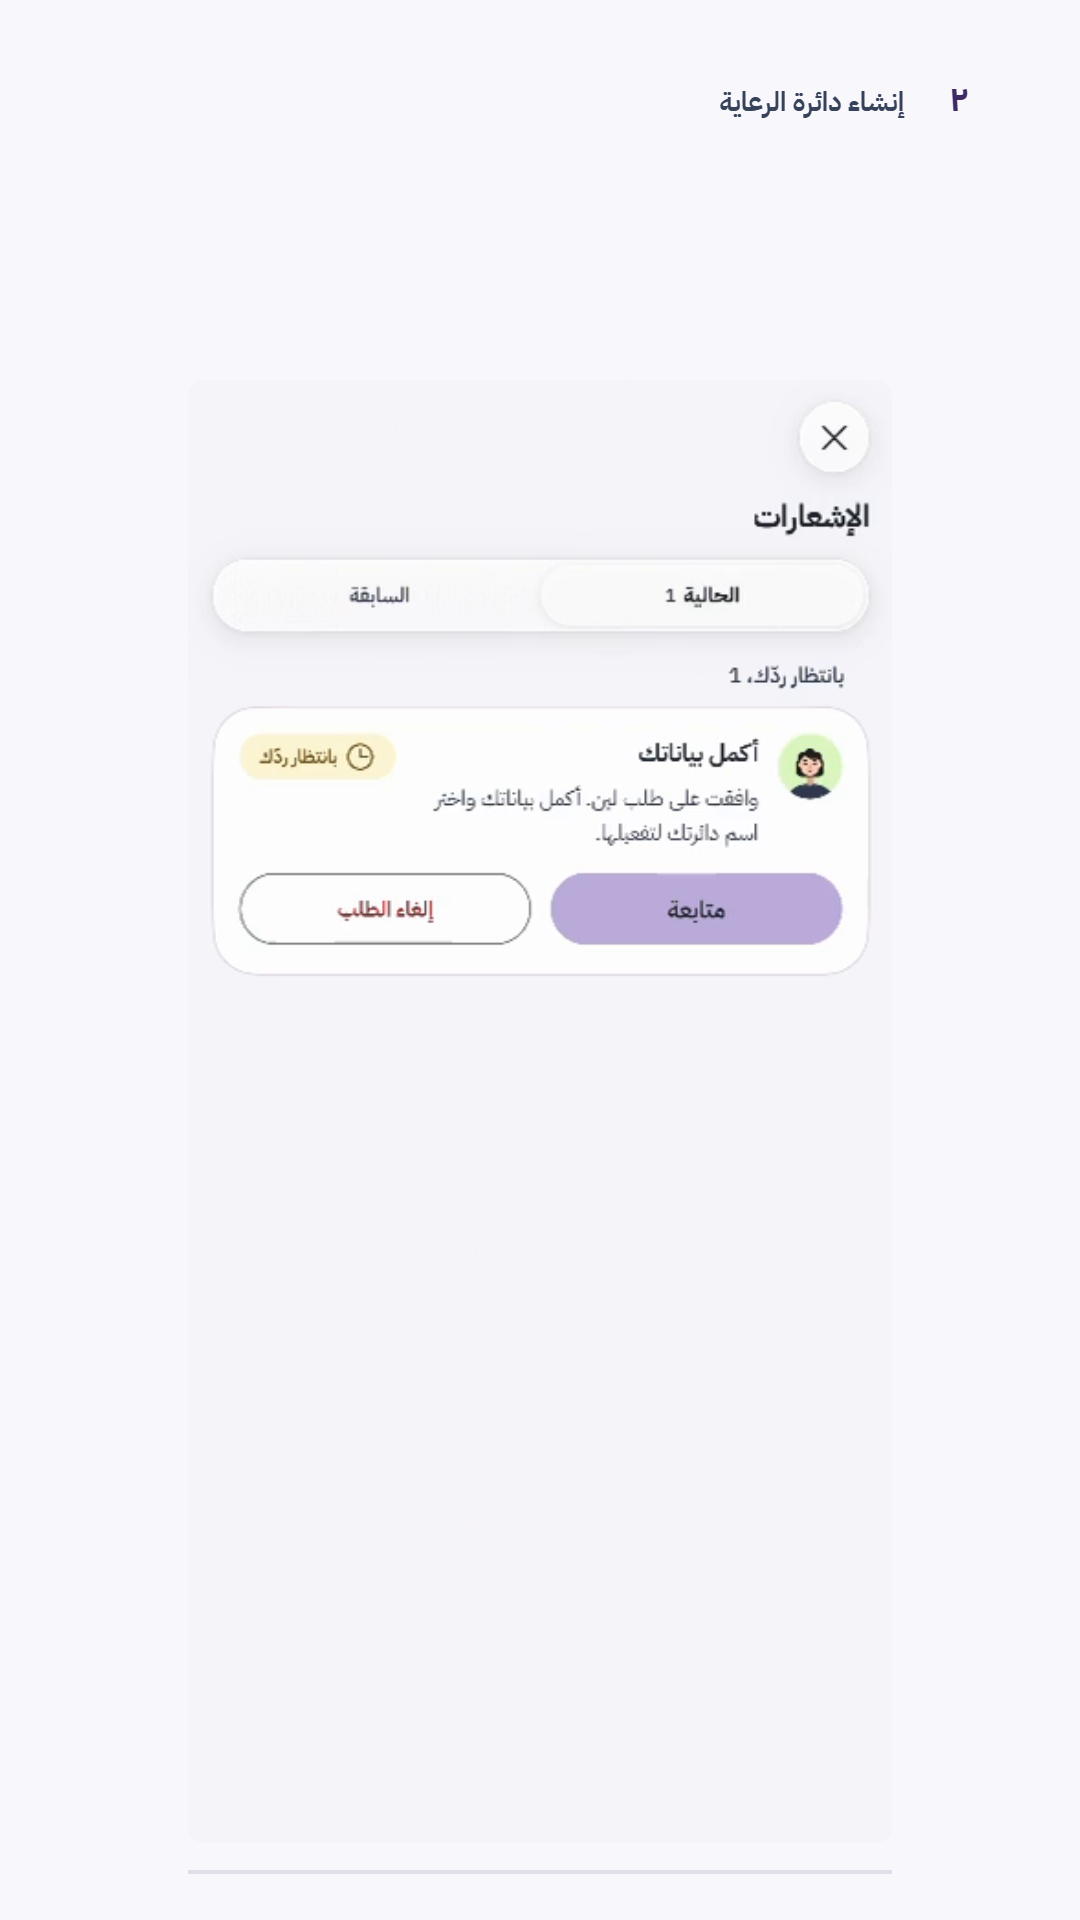 ٢ إنشاء دائرة الرعاية
الإشعارات
الحالية 1
السابقة
بانتظار ردّك، 1
أكمل بياناتك
بانتظار ردّك
وافقت على طلب لين. أكمل بياناتك واختر
اسم دائرتك لتفعيلها.
متابعة
إلغاء الطلب